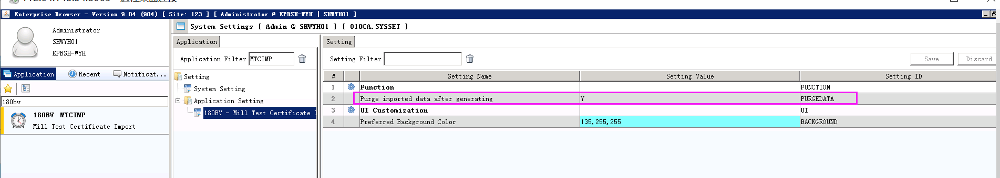 Enterprise Browser - Version 9.04 (904) [ Site: 123 ] [ Administrator @ EPBSH-WYH | SHWYH01 ]
Administrator
SHWYH01
EPBSH-WYH
Application
Recent
Notificat...
180bv
180BV MTCIMP
Mill Test Certificate Import
System Settings [ Admin @ SHWYH01 ] [ 010CA.SYSSET ]
Application
Application Filter MTCIMP
Setting
System Setting
Application Setting
180BV - Mill Test Certificate I
Setting
Setting Filter
Save
Discard
# Setting Name Setting Value Setting ID
1 Function FUNCTION
2 Purge imported data after generating Y PURGEDATA
3 UI Customization UI
4 Preferred Background Color 135,255,255 BACKGROUND